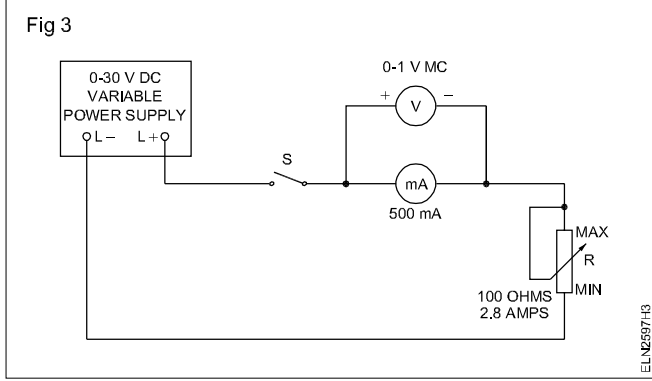 Fig 3
0-30 V DC
VARIABLE
POWER SUPPLY
L- L+
0-1 V MC
+ V -
S
mA
500 mA
MAX
R
MIN
100 OHMS
2.8 AMPS
ELN2597H3